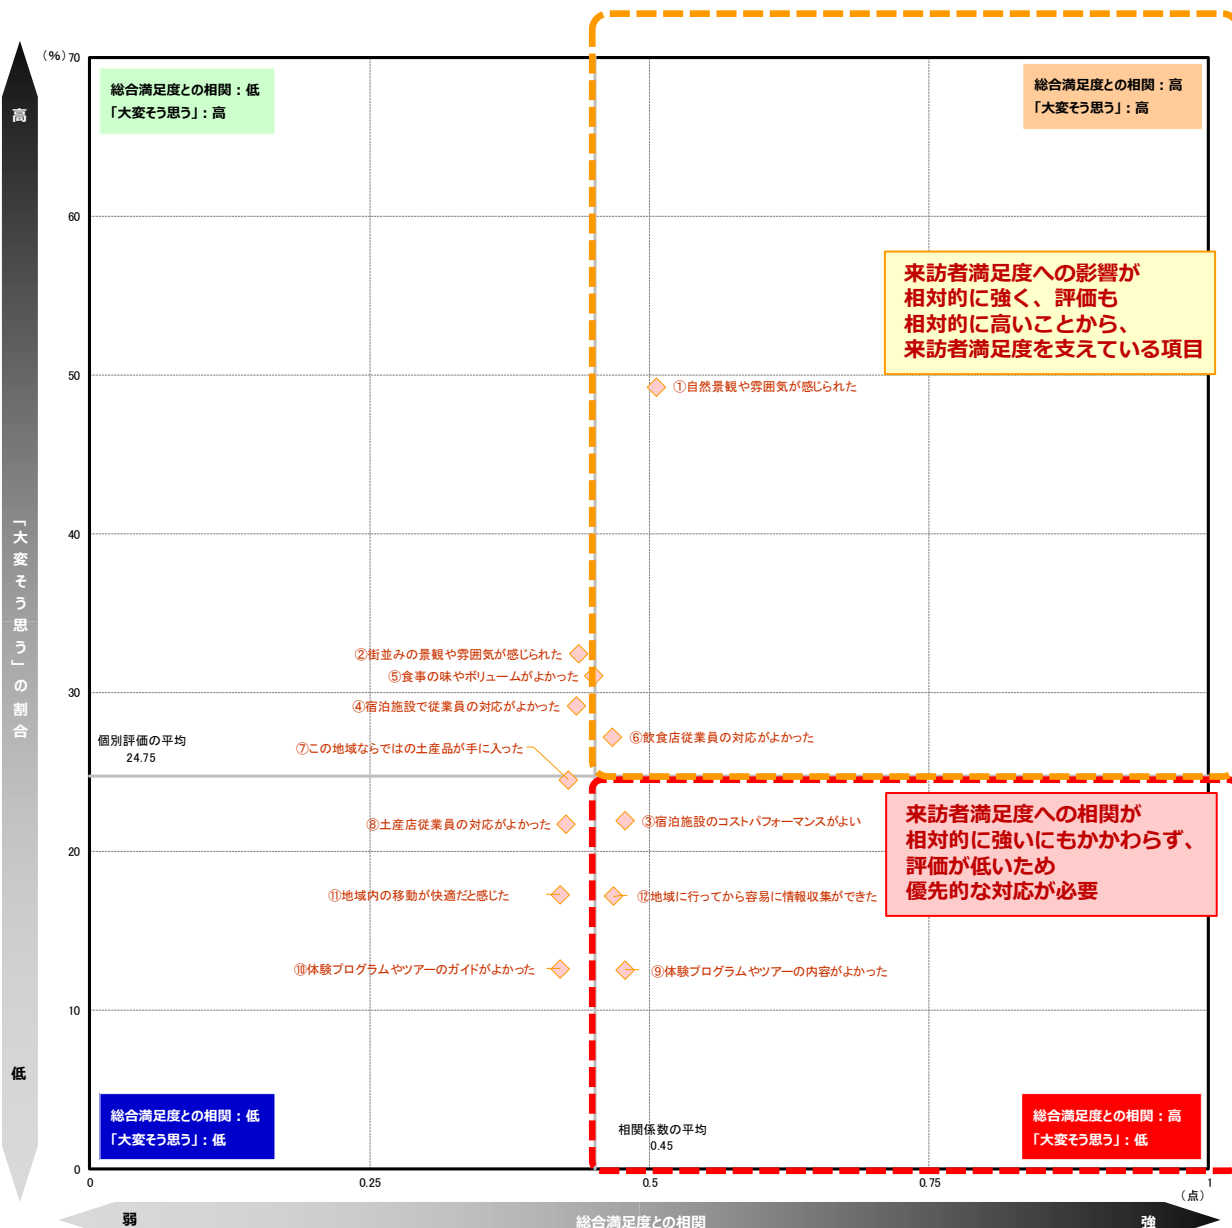 （％）
70
60
50
40
30
20
10
0
高
「大変そう思う」の割合
低
総合満足度との相関：低
「大変そう思う」：高
総合満足度との相関：高
「大変そう思う」：高
来訪者満足度への影響が
相対的に強く、評価も
相対的に高いことから、
来訪者満足度を支えている項目
①自然景観や雰囲気が感じられた
②街並みの景観や雰囲気が感じられた
⑤食事の味やボリュームがよかった
④宿泊施設で従業員の対応がよかった
⑥飲食店従業員の対応がよかった
個別評価の平均
24.75
⑦この地域ならではの土産品が手に入った
⑧土産店従業員の対応がよかった
③宿泊施設のコストパフォーマンスがよい
来訪者満足度への相関が
相対的に強いにもかかわらず、
評価が低いため
優先的な対応が必要
⑪地域内の移動が快適だと感じた
⑫地域に行ってから容易に情報収集ができた
⑩体験プログラムやツアーのガイドがよかった
⑨体験プログラムやツアーの内容がよかった
総合満足度との相関：低
「大変そう思う」：低
相関係数の平均
0.45
総合満足度との相関：高
「大変そう思う」：低
0
0.25
0.5
0.75
1
（点）
弱
総合満足度との相関
強